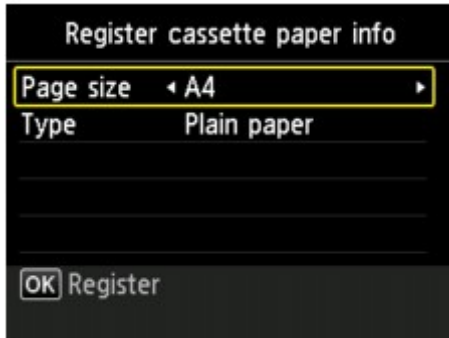 Register cassette paper info
Page size A4
Type Plain paper
OK Register